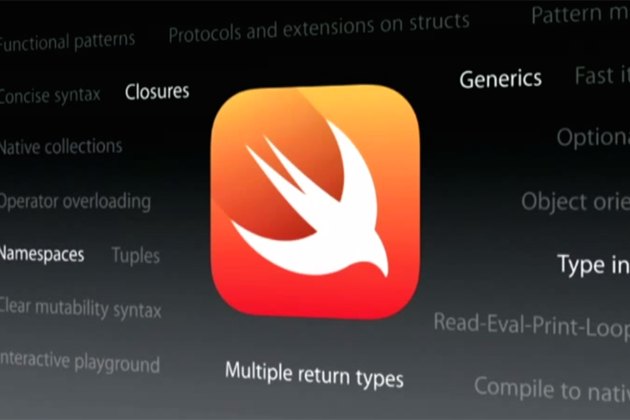 Functional patterns
Protocols and extensions on structs
Pattern
Concise syntax
Closures
Generics
Fast
Native collections
Operator overloading
Object
Namespaces
Tuples
Type
Clear mutability syntax
Read-Eval-Print-Loop
Interactive playground
Multiple return types
Compile to